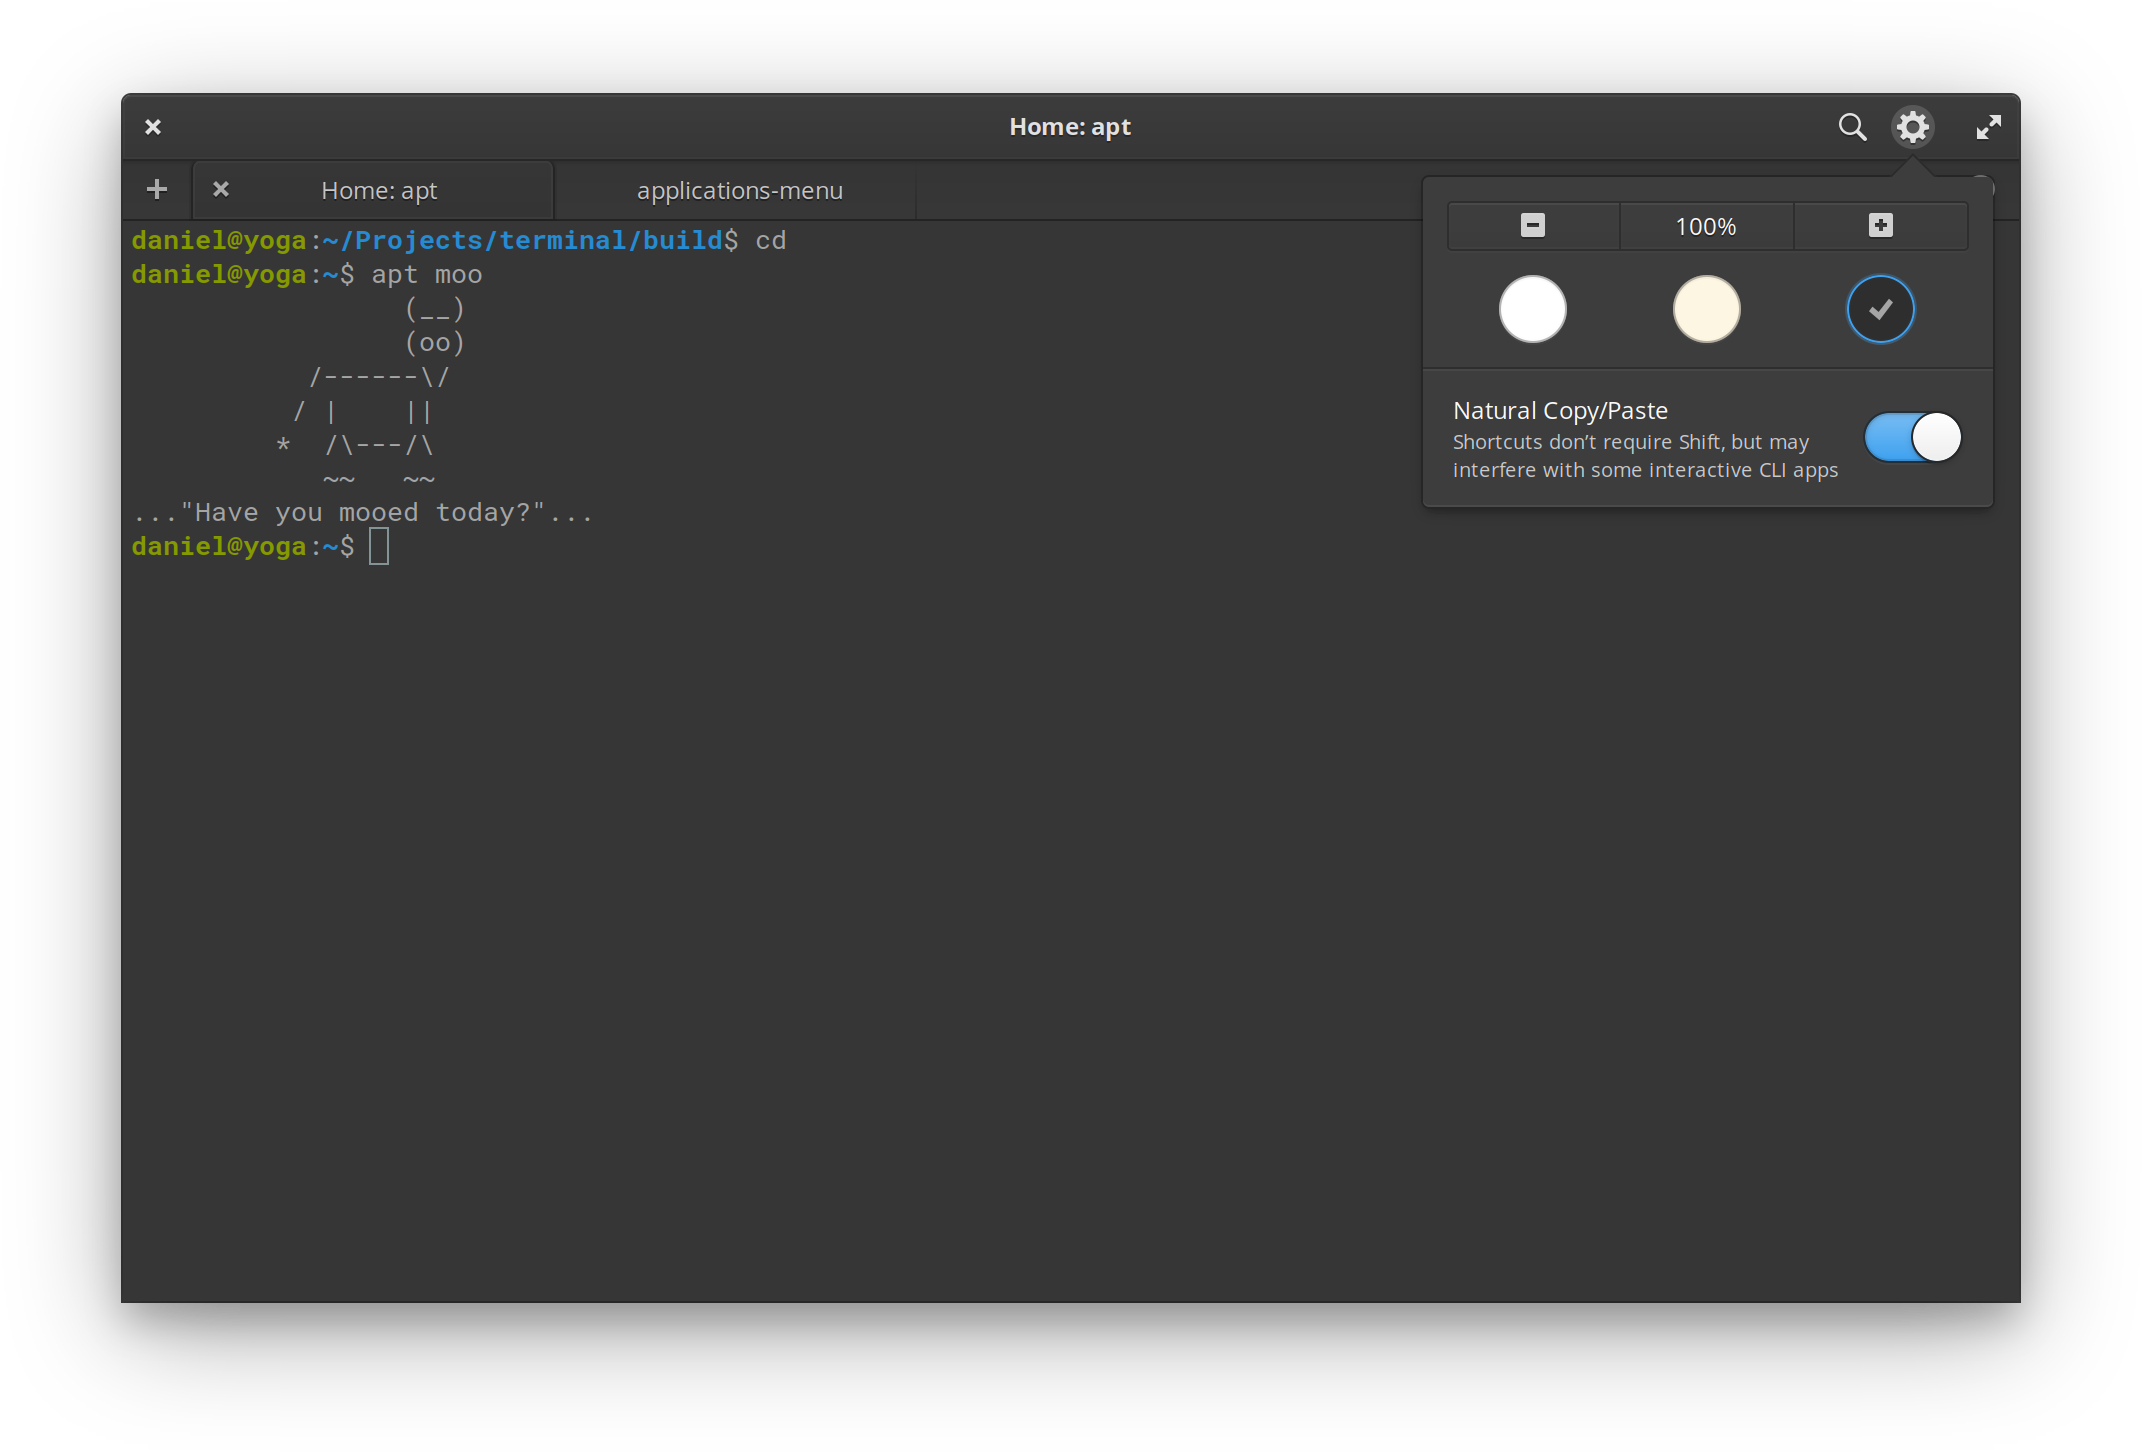 Home: apt
Home: apt
applications-menu
100%
daniel@yoga:~/Projects/terminal/build$ cd
daniel@yoga:~$ apt moo
                 (__)
                 (oo)
           /------\/
          / |    ||
         *  /\---/\
            ~~   ~~
..."Have you mooed today?"...
daniel@yoga:~$
Natural Copy/Paste
Shortcuts don’t require Shift, but may
interfere with some interactive CLI apps